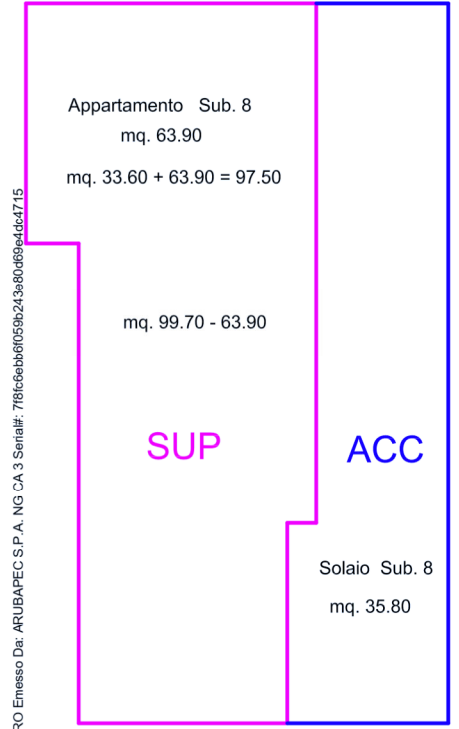 Appartamento Sub. 8
mq. 63.90
mq. 33.60 + 63.90 = 97.50
mq. 99.70 - 63.90
SUP
ACC
Solaio Sub. 8
mq. 35.80
RO Emesso Da: ARUBAPEC S.P.A. NG CA 3 Serial#: 7f8fc6ebb6f059b243e80d69e4dc4715